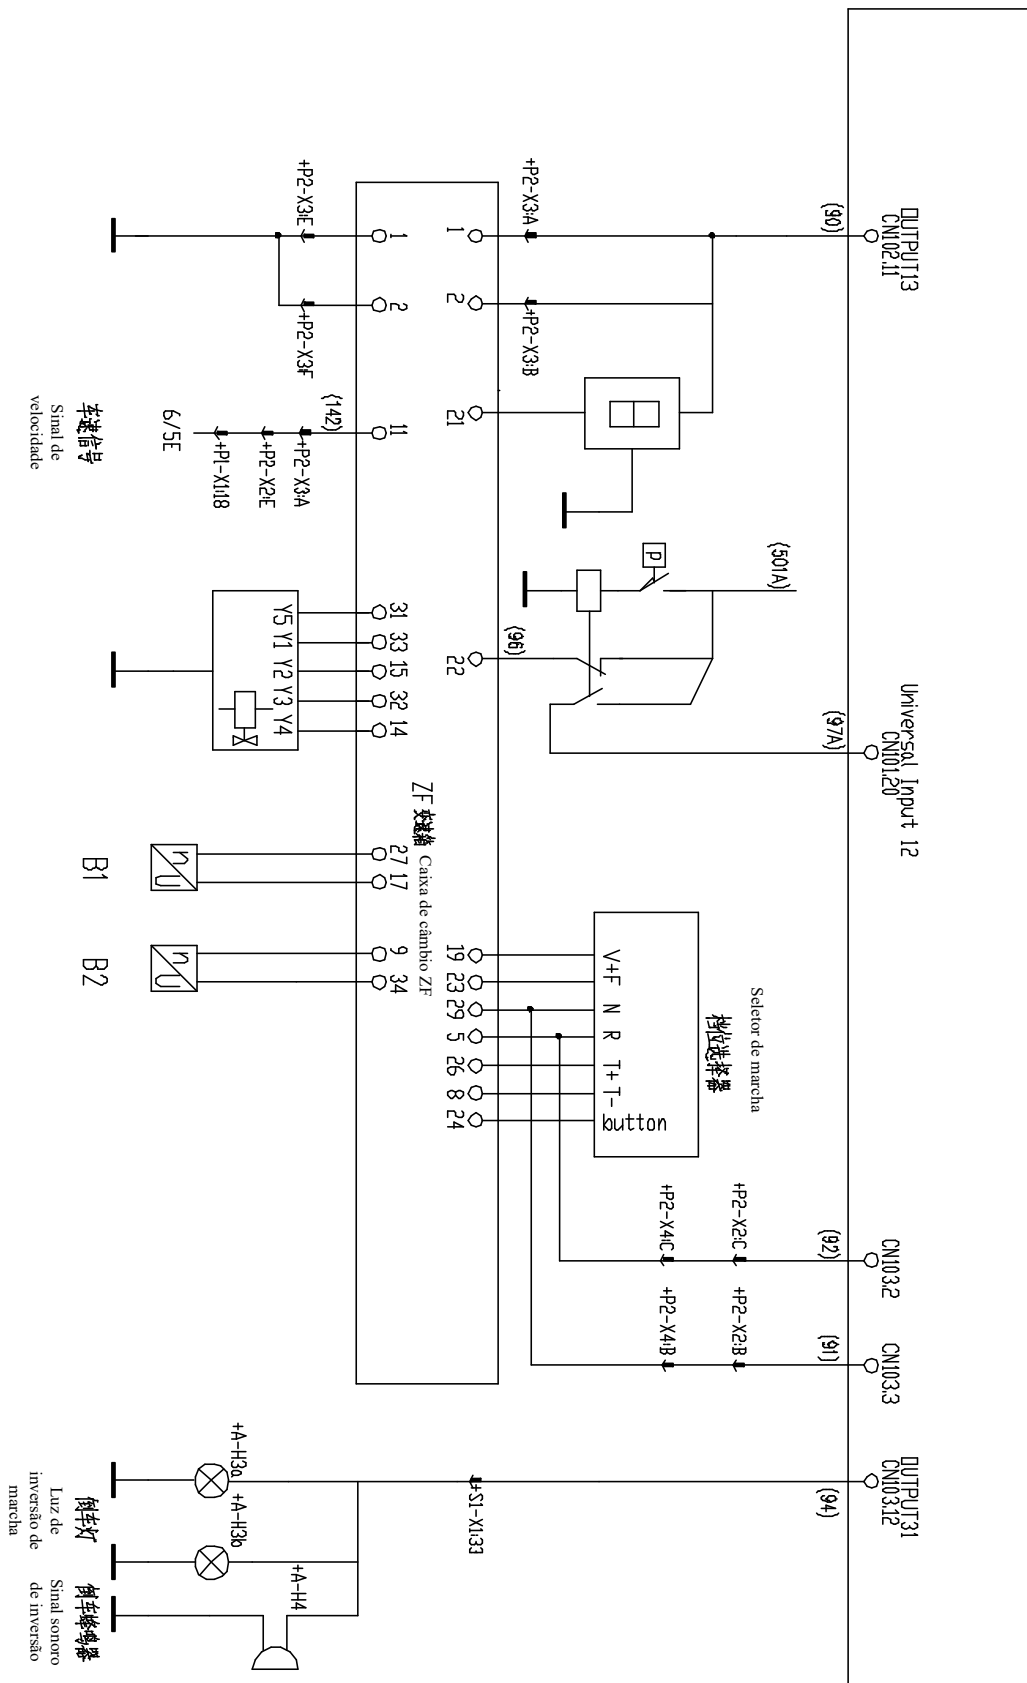 OUTPUT13
CN102.11
Universal Input 12
CN101.20
CN103.2
CN103.3
OUTPUT31
CN103.12
(90)
(97A)
(92)
(91)
(94)
(501A)
Seletor de marcha
档位选择器
+P2-X2:C
+P2-X2:B
+P2-X4:C
+P2-X4:B
P
V+F N R T+T- button
+P2-X3:A
+P2-X3:B
(96)
+S1-X1:33
1
2
21
22
19
23
29
5
26
8
24
ZF 变速箱 Caixa de câmbio ZF
1
2
11
31
33
15
32
14
27
17
9
34
(142)
+P2-X3:E
+P2-X3:F
+P2-X3:A
+P2-X2:E
+P1-X1:18
Y5 Y1 Y2 Y3 Y4
+A-H4
+A-H3a
+A-H3b
6/5E
n
U
n
U
B1
B2
车速信号
Sinal de
velocidade
倒车灯
Luz de
inversão de
marcha
倒车蜂鸣器
Sinal sonoro
de inversão